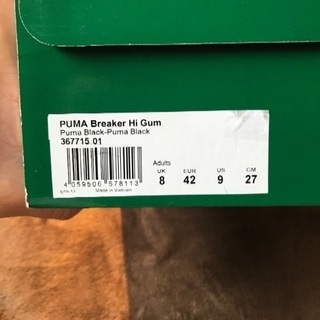 PUMA Breaker Hi Gum
Puma Black-Puma Black
367715 01
Adults
UK EUR US CM
8 42 9 27
4 059506 578113
Made in Vietnam